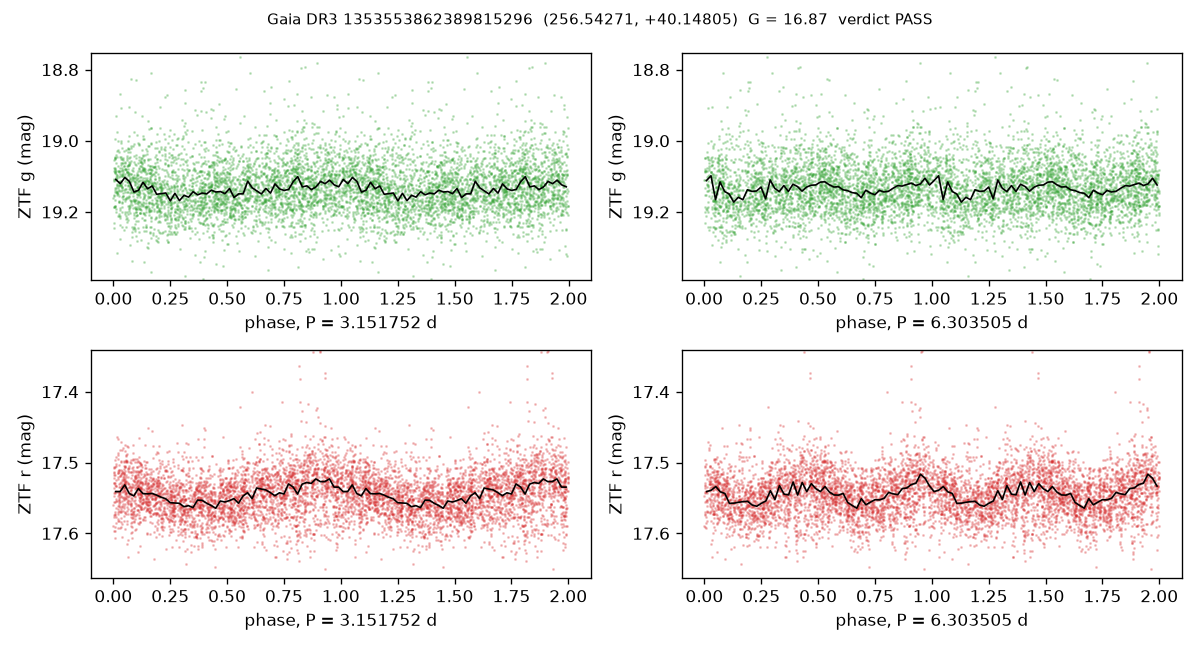 Gaia DR3 1353553862389815296  (256.54271, +40.14805)  G = 16.87  verdict PASS
ZTF g (mag)
18.8
19.0
19.2
0.00 0.25 0.50 0.75 1.00 1.25 1.50 1.75 2.00
phase, P = 3.151752 d
ZTF g (mag)
18.8
19.0
19.2
0.00 0.25 0.50 0.75 1.00 1.25 1.50 1.75 2.00
phase, P = 6.303505 d
ZTF r (mag)
17.4
17.5
17.6
0.00 0.25 0.50 0.75 1.00 1.25 1.50 1.75 2.00
phase, P = 3.151752 d
ZTF r (mag)
17.4
17.5
17.6
0.00 0.25 0.50 0.75 1.00 1.25 1.50 1.75 2.00
phase, P = 6.303505 d